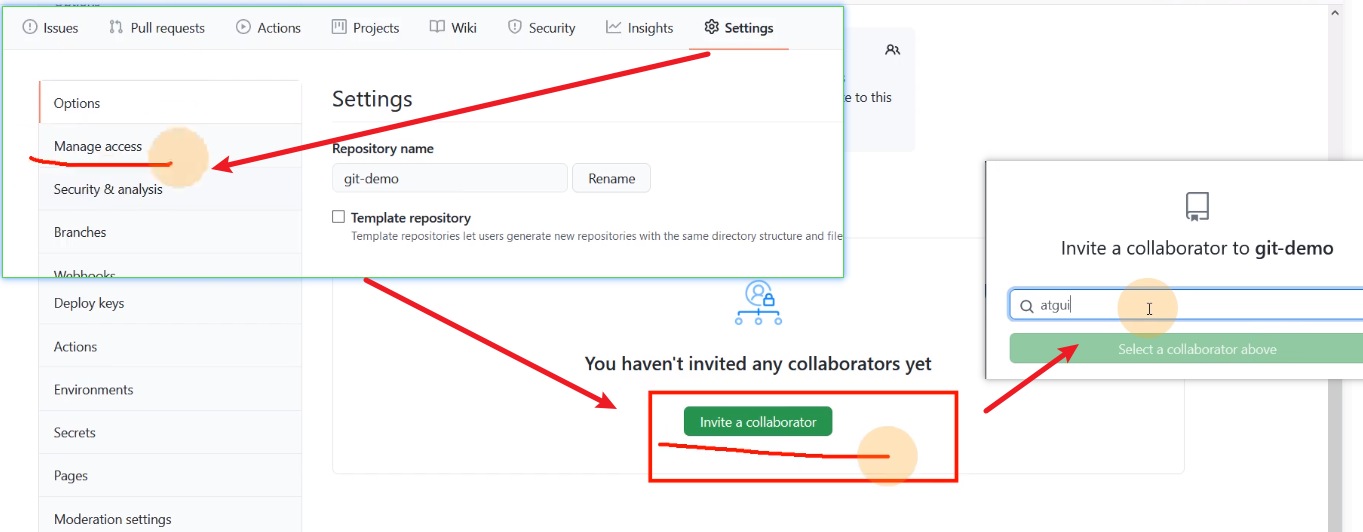 Issues Pull requests Actions Projects Wiki Security Insights Settings
Options
Manage access
Security & analysis
Branches
Webhooks
Deploy keys
Actions
Environments
Secrets
Pages
Moderation settings
Settings
Repository name
git-demo Rename
Template repository
Template repositories let users generate new repositories with the same directory structure and file
e to this
You haven't invited any collaborators yet
Invite a collaborator
Invite a collaborator to git-demo
atgui
Select a collaborator above